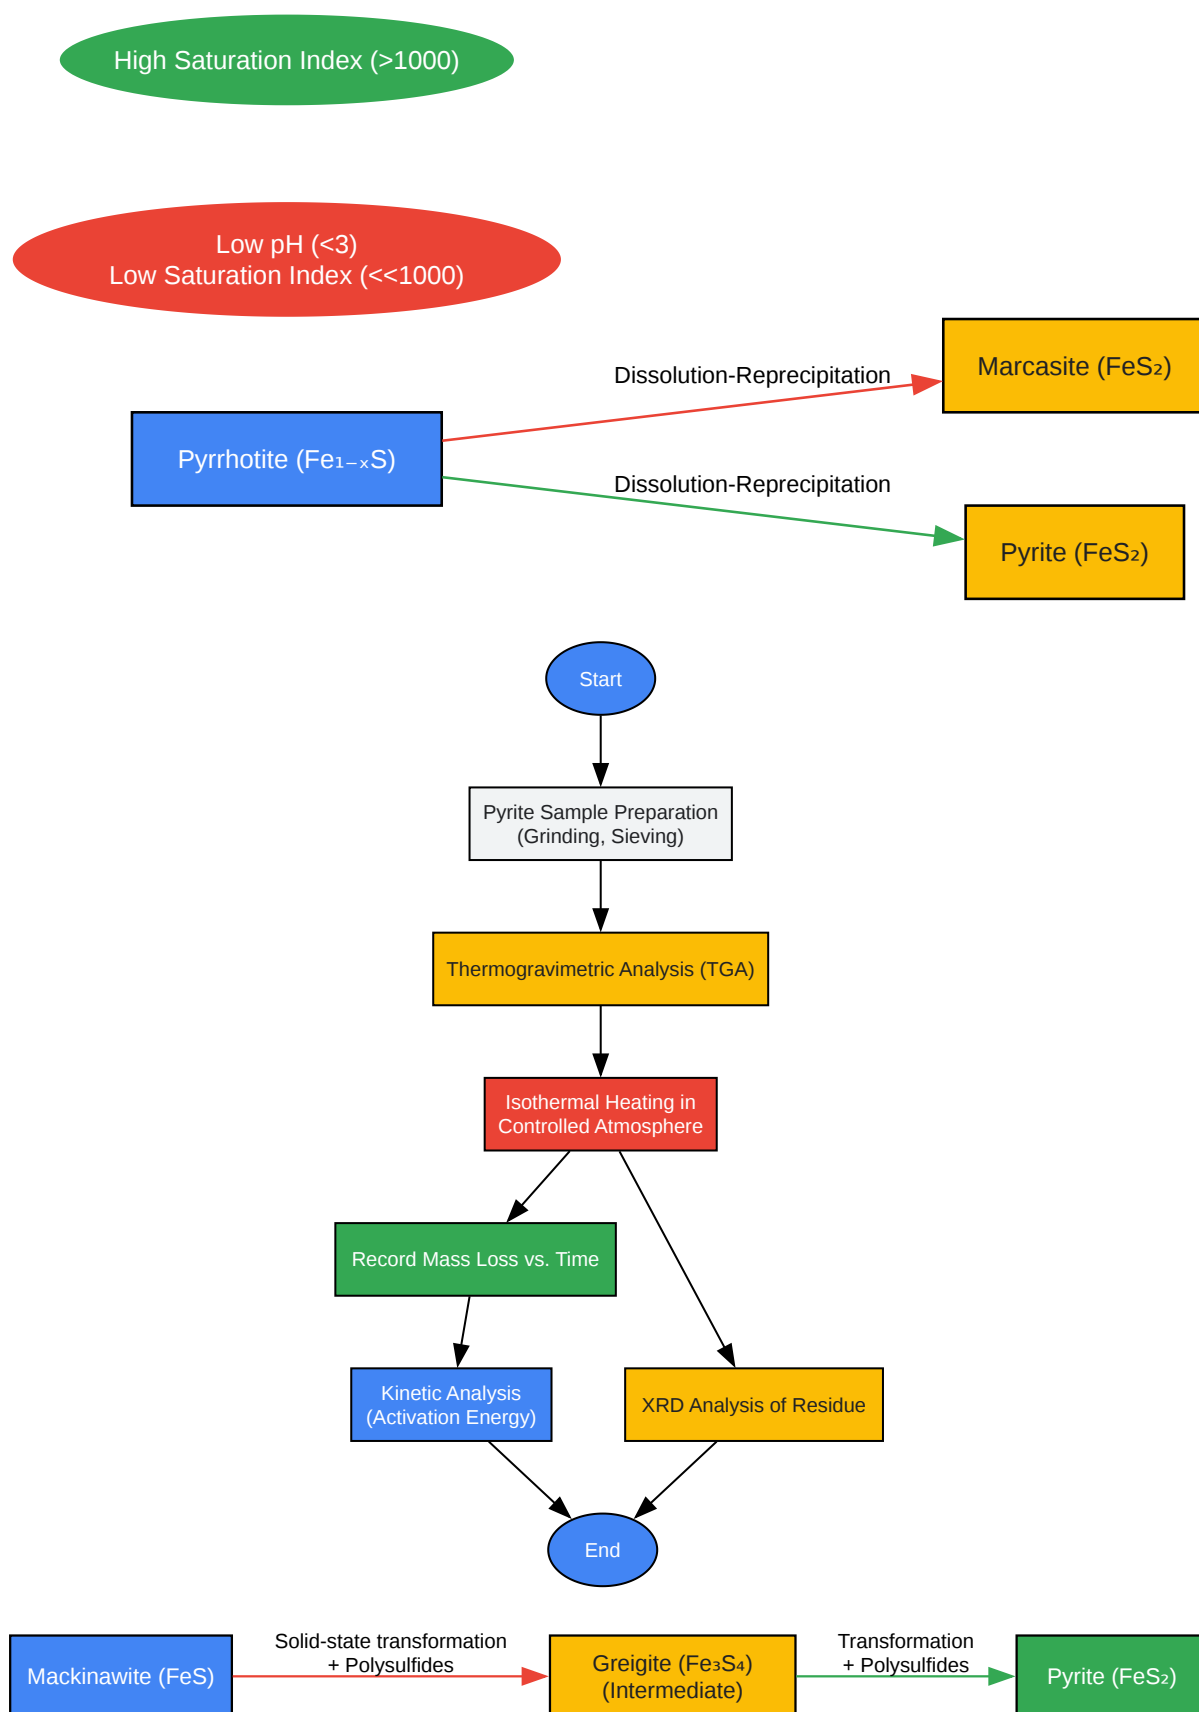 High Saturation Index (>1000)
Low pH (<3)
Low Saturation Index (<<1000)
Dissolution-Reprecipitation
Marcasite (FeS₂)
Pyrrhotite (Fe₁₋ₓS)
Dissolution-Reprecipitation
Pyrite (FeS₂)
Start
Pyrite Sample Preparation
(Grinding, Sieving)
Thermogravimetric Analysis (TGA)
Isothermal Heating in
Controlled Atmosphere
Record Mass Loss vs. Time
Kinetic Analysis
(Activation Energy)
XRD Analysis of Residue
End
Mackinawite (FeS)
Solid-state transformation
+ Polysulfides
Greigite (Fe₃S₄)
(Intermediate)
Transformation
+ Polysulfides
Pyrite (FeS₂)